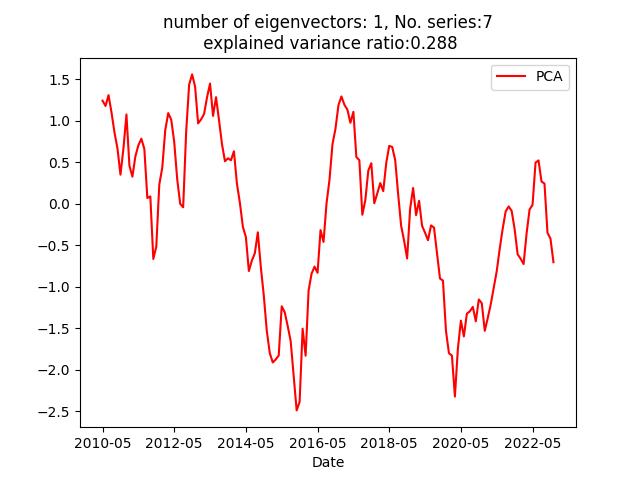 number of eigenvectors: 1, No. series:7
explained variance ratio:0.288
PCA
1.5
1.0
0.5
0.0
−0.5
−1.0
−1.5
−2.0
−2.5
2010-05 2012-05 2014-05 2016-05 2018-05 2020-05 2022-05
Date